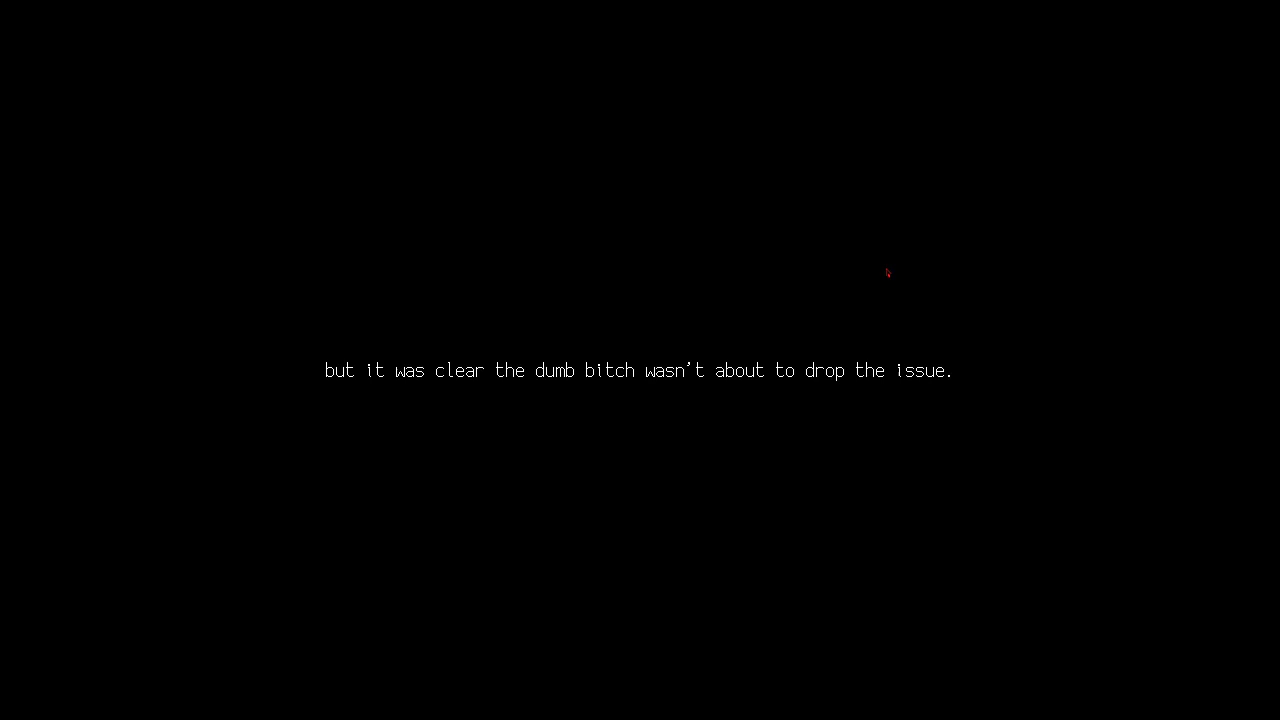 but it was clear the dumb bitch wasn't about to drop the issue.